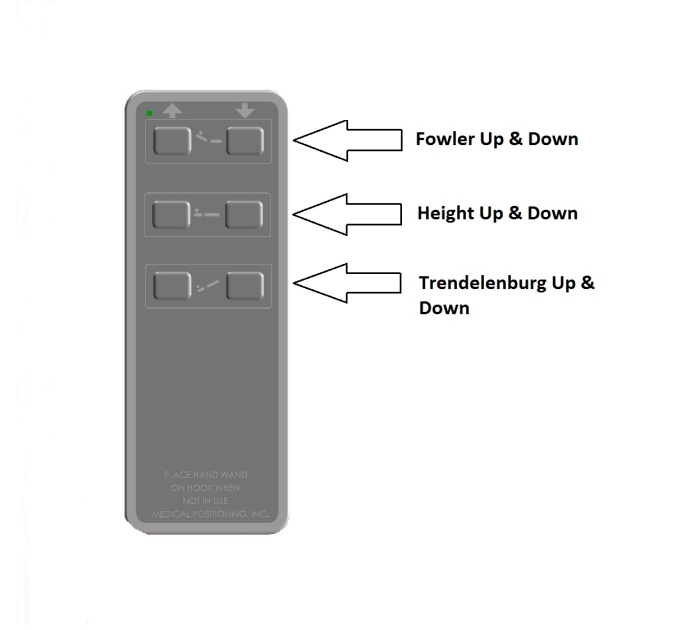 Fowler Up & Down
Height Up & Down
Trendelenburg Up &
Down
PLACE HAND WAND
ON HOOK WHEN
NOT IN USE
MEDICAL POSITIONING, INC.